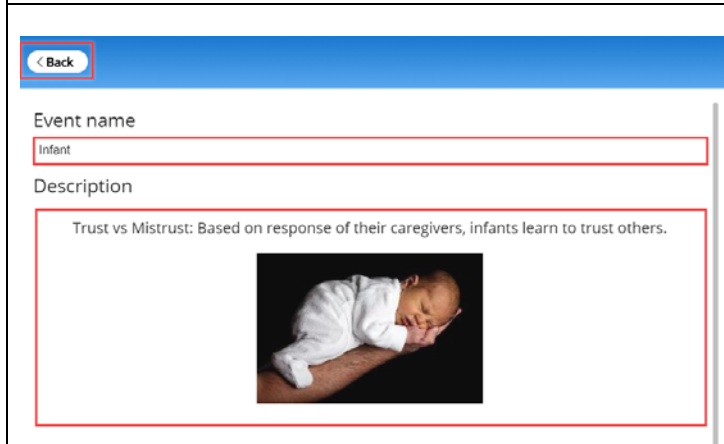 < Back
Event name
Infant
Description
Trust vs Mistrust: Based on response of their caregivers, infants learn to trust others.